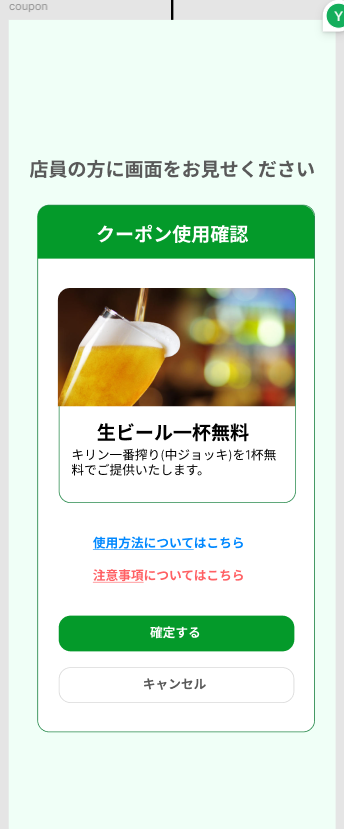 coupon
Y
店員の方に画面をお見せください
クーポン使用確認
生ビール一杯無料
キリン一番搾り(中ジョッキ)を1杯無
料でご提供いたします。
使用方法についてはこちら
注意事項についてはこちら
確定する
キャンセル